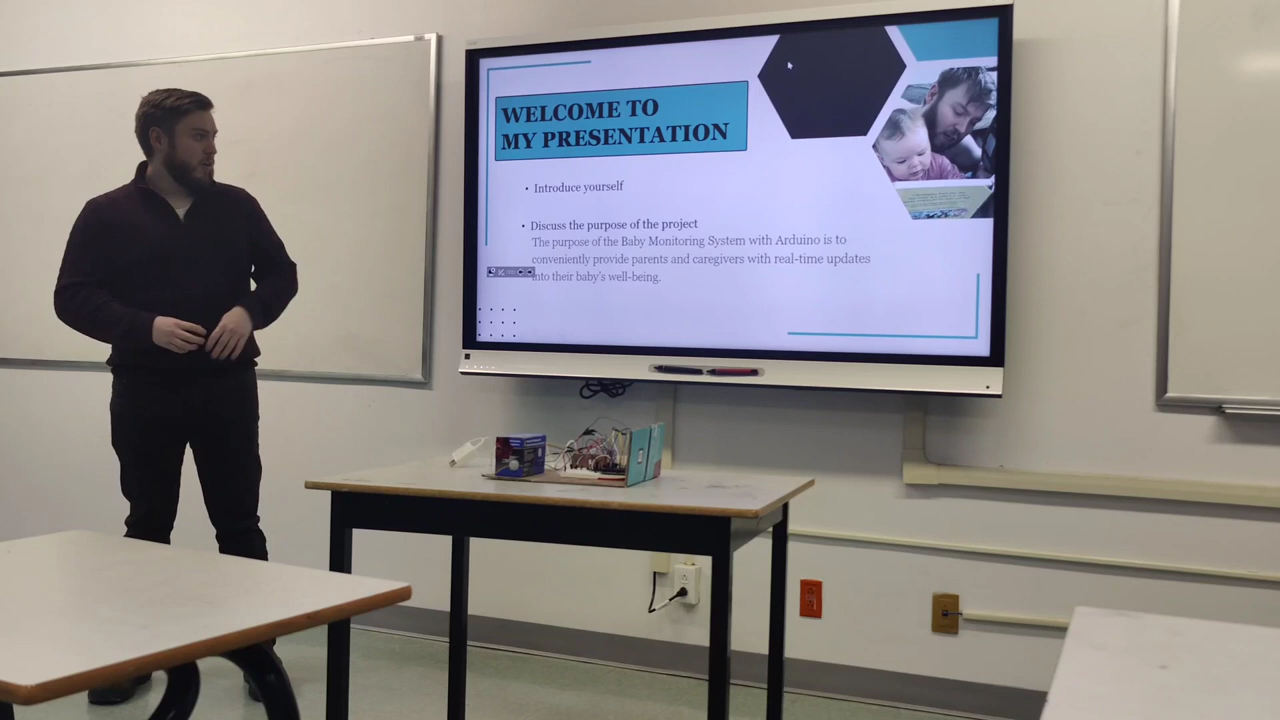 WELCOME TO
MY PRESENTATION
• Introduce yourself
• Discuss the purpose of the project
The purpose of the Baby Monitoring System with Arduino is to
conveniently provide parents and caregivers with real-time updates
into their baby's well-being.